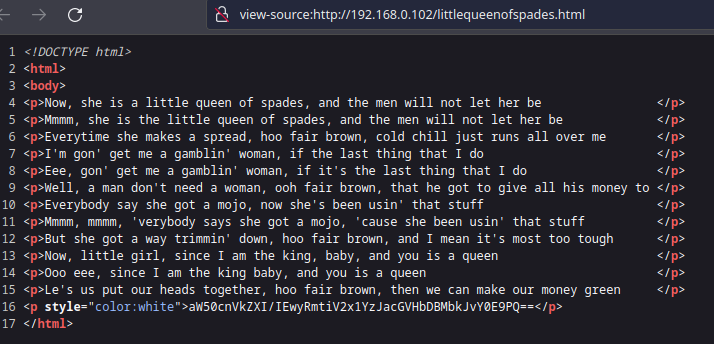 view-source:http://192.168.0.102/littlequeenofspades.html
1 <!DOCTYPE html>
2 <html>
3 <body>
4 <p>Now, she is a little queen of spades, and the men will not let her be </p>
5 <p>Mmmm, she is the little queen of spades, and the men will not let her be </p>
6 <p>Everytime she makes a spread, hoo fair brown, cold chill just runs all over me </p>
7 <p>I'm gon' get me a gamblin' woman, if the last thing that I do </p>
8 <p>Eee, gon' get me a gamblin' woman, if it's the last thing that I do </p>
9 <p>Well, a man don't need a woman, ooh fair brown, that he got to give all his money to </p>
10 <p>Everybody say she got a mojo, now she's been usin' that stuff </p>
11 <p>Mmmm, mmmm, 'verybody says she got a mojo, 'cause she been usin' that stuff </p>
12 <p>But she got a way trimmin' down, hoo fair brown, and I mean it's most too tough </p>
13 <p>Now, little girl, since I am the king, baby, and you is a queen </p>
14 <p>Ooo eee, since I am the king baby, and you is a queen </p>
15 <p>Le's us put our heads together, hoo fair brown, then we can make our money green </p>
16 <p style="color:white">aW50cnVkZXI/IEwyRmtiV2x1YzJacGVHbDBMbkJvY0E9PQ==</p>
17 </html>